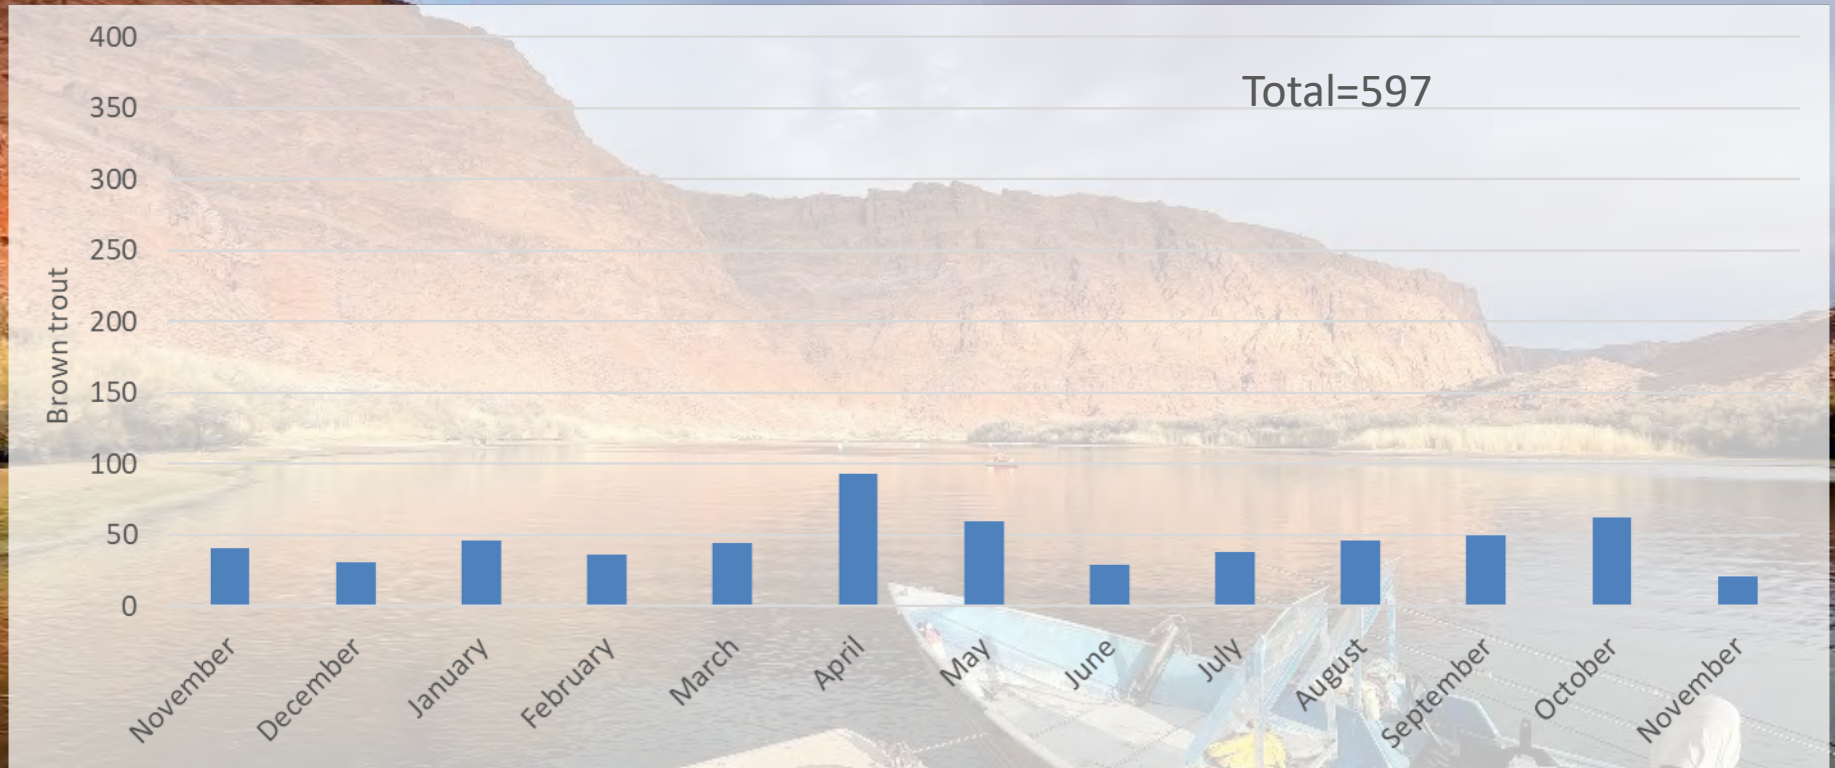 Total=597
Brown trout
400
350
300
250
200
150
100
50
0
November
December
January
February
March
April
May
June
July
August
September
October
November